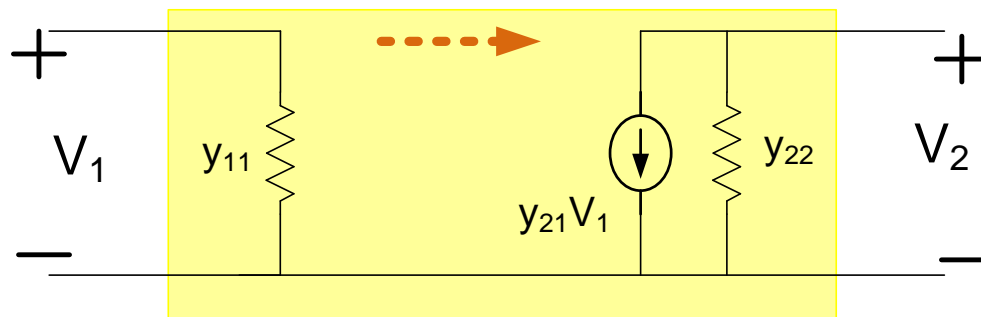 +
+
V₁
y₁₁
y₂₁V₁
y₂₂
V₂
−
−